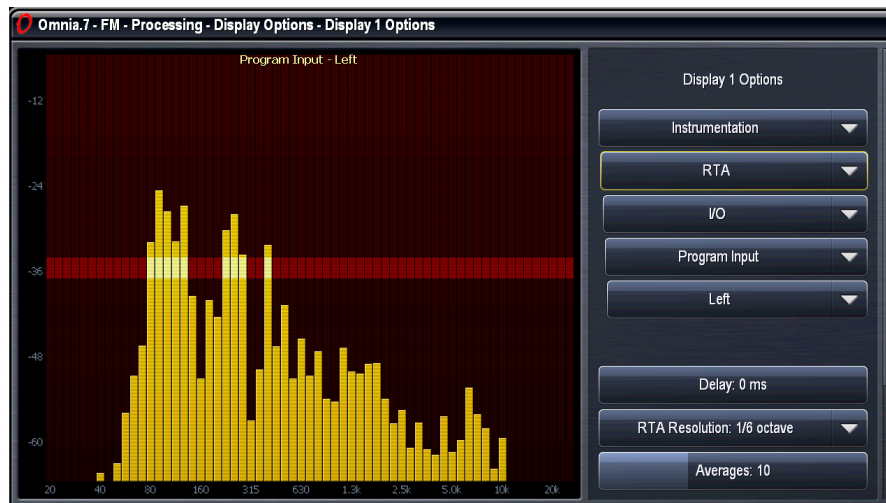 Omnia.7 - FM - Processing - Display Options - Display 1 Options
Program Input - Left
-12
-24
-36
-48
-60
20 40 80 160 315 630 1.3k 2.5k 5.0k 10k 20k
Display 1 Options
Instrumentation
RTA
I/O
Program Input
Left
Delay: 0 ms
RTA Resolution: 1/6 octave
Averages: 10